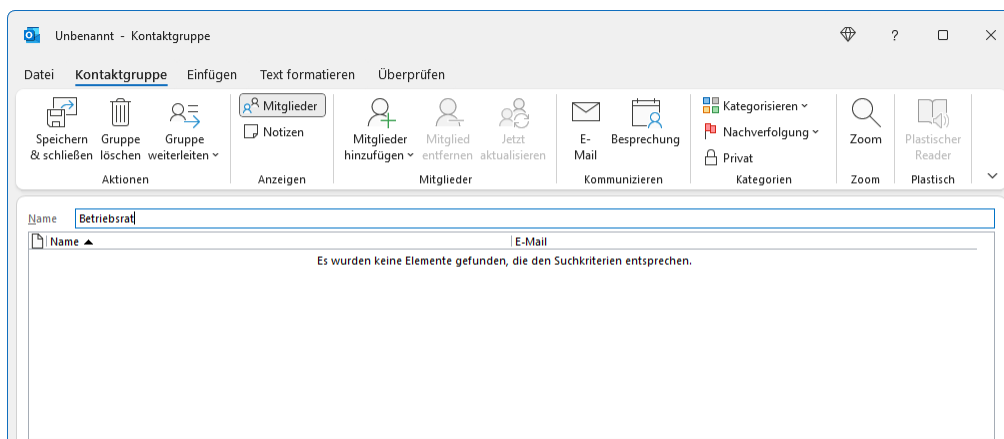 Unbenannt - Kontaktgruppe
?
Datei Kontaktgruppe Einfügen Text formatieren Überprüfen
Speichern & schließen
Gruppe löschen
Gruppe weiterleiten
Aktionen
Mitglieder
Notizen
Anzeigen
Mitglieder hinzufügen
Mitglied entfernen
Jetzt aktualisieren
Mitglieder
E-Mail
Besprechung
Kommunizieren
Kategorisieren
Nachverfolgung
Privat
Kategorien
Zoom
Zoom
Plastischer Reader
Plastisch
Name Betriebsrat
Name E-Mail
Es wurden keine Elemente gefunden, die den Suchkriterien entsprechen.